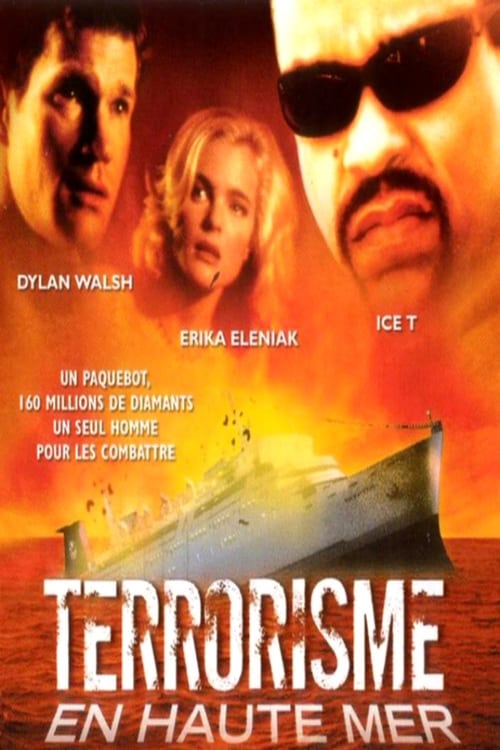 DYLAN WALSH
ERIKA ELENIAK
ICE T
UN PAQUEBOT,
160 MILLIONS DE DIAMANTS
UN SEUL HOMME
POUR LES COMBATTRE
TERRORISME
EN HAUTE MER